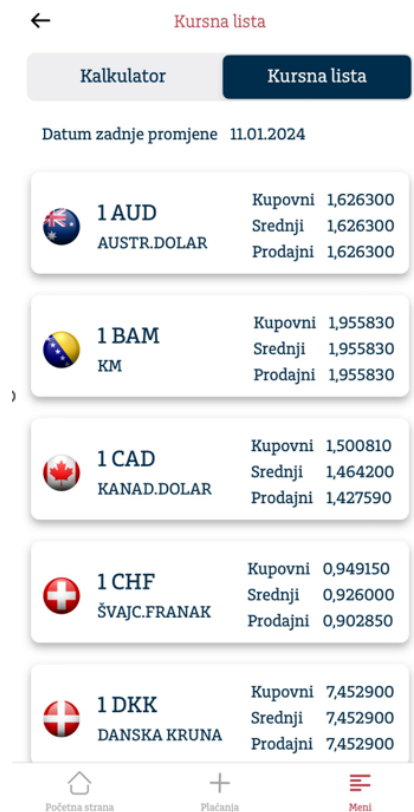 Kursna lista
Kalkulator
Kursna lista
Datum zadnje promjene 11.01.2024
1 AUD
AUSTR.DOLAR
Kupovni 1,626300
Srednji 1,626300
Prodajni 1,626300
1 BAM
KM
Kupovni 1,955830
Srednji 1,955830
Prodajni 1,955830
1 CAD
KANAD.DOLAR
Kupovni 1,500810
Srednji 1,464200
Prodajni 1,427590
1 CHF
ŠVAJC.FRANAK
Kupovni 0,949150
Srednji 0,926000
Prodajni 0,902850
1 DKK
DANSKA KRUNA
Kupovni 7,452900
Srednji 7,452900
Prodajni 7,452900
Početna strana
Plaćanja
Meni